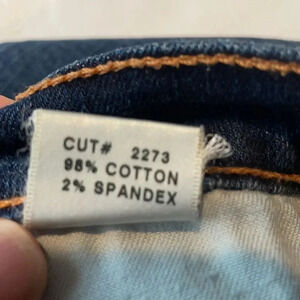 CUT# 2273
98% COTTON
2% SPANDEX